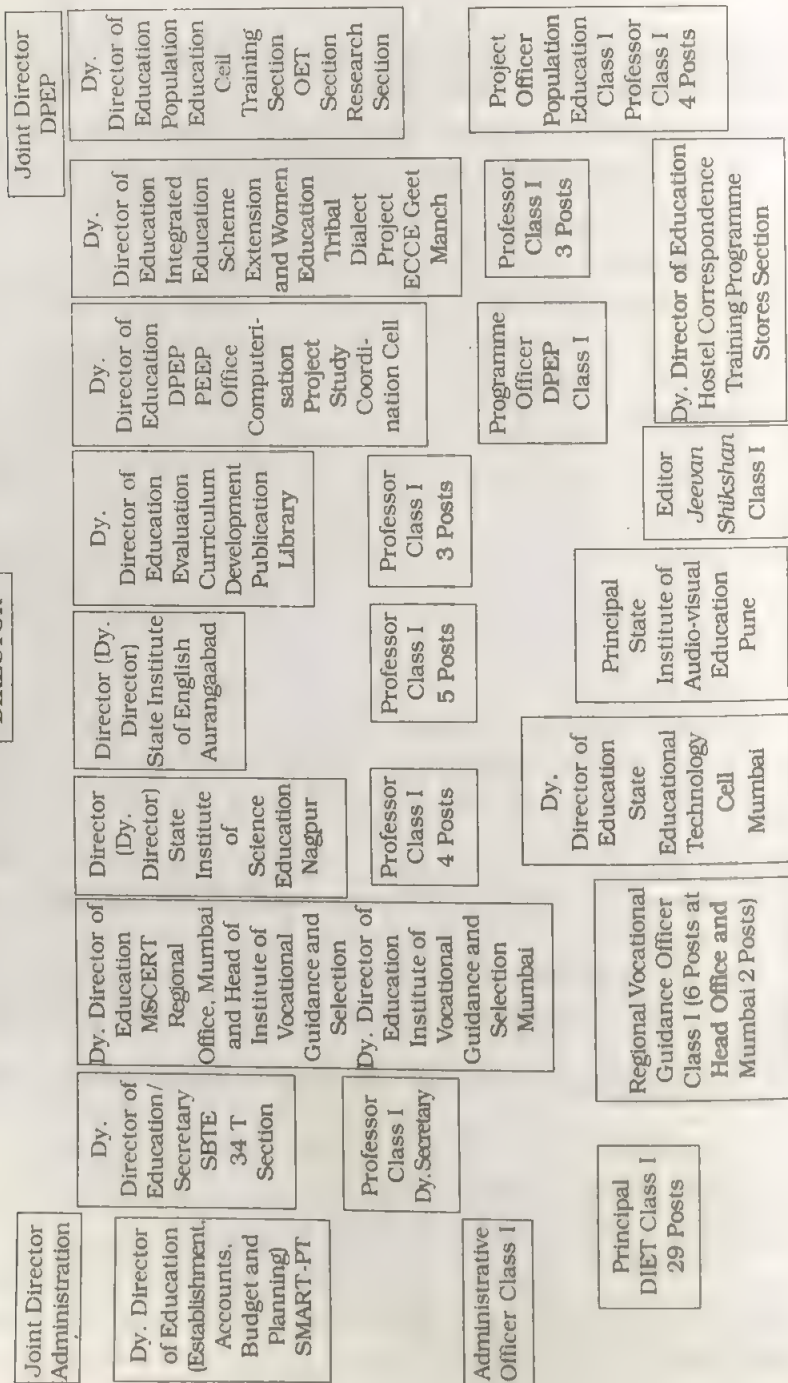 DIRECTOR
Joint Director
Administration
Joint Director
DPEP
Dy. Director
of Education
(Establishment,
Accounts,
Budget and
Planning)
SMART-PT
Dy.
Director of
Education/
Secretary
SBTE
34 T
Section
Dy. Director of
Education
MSCERT
Regional
Office, Mumbai
and Head of
Institute of
Vocational
Guidance and
Selection
Dy. Director of
Education
Institute of
Vocational
Guidance and
Selection
Mumbai
Director
(Dy.
Director)
State
Institute
of
Science
Education
Nagpur
Director (Dy.
Director)
State Institute
of English
Aurangaabad
Dy.
Director of
Education
Evaluation
Curriculum
Development
Publication
Library
Dy.
Director of
Education
DPEP
PEEP
Office
Computeri-
sation
Project
Study
Coordi-
nation Cell
Dy.
Director of
Education
Integrated
Education
Scheme
Extension
and Women
Education
Tribal
Dialect
Project
ECCE Geet
Manch
Dy.
Director of
Education
Population
Education
Ceil
Training
Section
OET
Section
Research
Section
Administrative
Officer Class I
Professor
Class I
Dy. Secretary
Professor
Class I
4 Posts
Professor
Class I
5 Posts
Professor
Class I
3 Posts
Programme
Officer
DPEP
Class I
Professor
Class I
3 Posts
Project
Officer
Population
Education
Class I
Professor
Class I
4 Posts
Principal
DIET Class I
29 Posts
Regional Vocational
Guidance Officer
Class I (6 Posts at
Head Office and
Mumbai 2 Posts)
Dy.
Director of
Education
State
Educational
Technology
Cell
Mumbai
Principal
State
Institute of
Audio-visual
Education
Pune
Editor
Jeevan
Shikshan
Class I
Dy. Director of Education
Hostel Correspondence
Training Programme
Stores Section